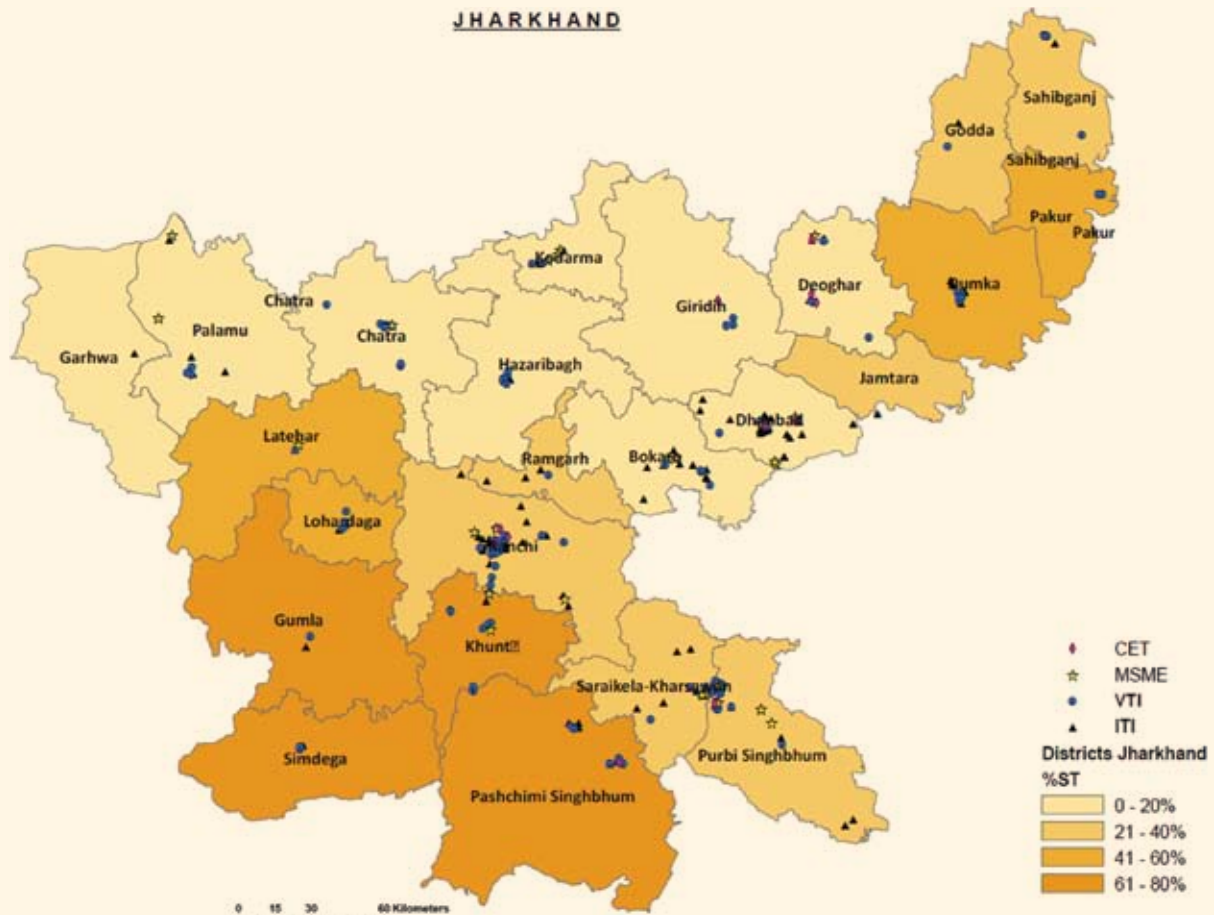 JHARKHAND
Sahibganj
Godda
Sahibganj
Pakur
Pakur
Kodarma
Deoghar
Dumka
Chatra
Giridih
Palamu
Chatra
Garhwa
Hazaribagh
Jamtara
Dhanbad
Latehar
Ramgarh
Bokaro
Lohardaga
Ranchi
Gumla
Khunt
Saraikela-Kharsawan
Simdega
Purbi Singhbhum
Pashchimi Singhbhum
CET
MSME
VTI
ITI
Districts Jharkhand
%ST
0 - 20%
21 - 40%
41 - 60%
61 - 80%
0 15 30 60 Kilometers